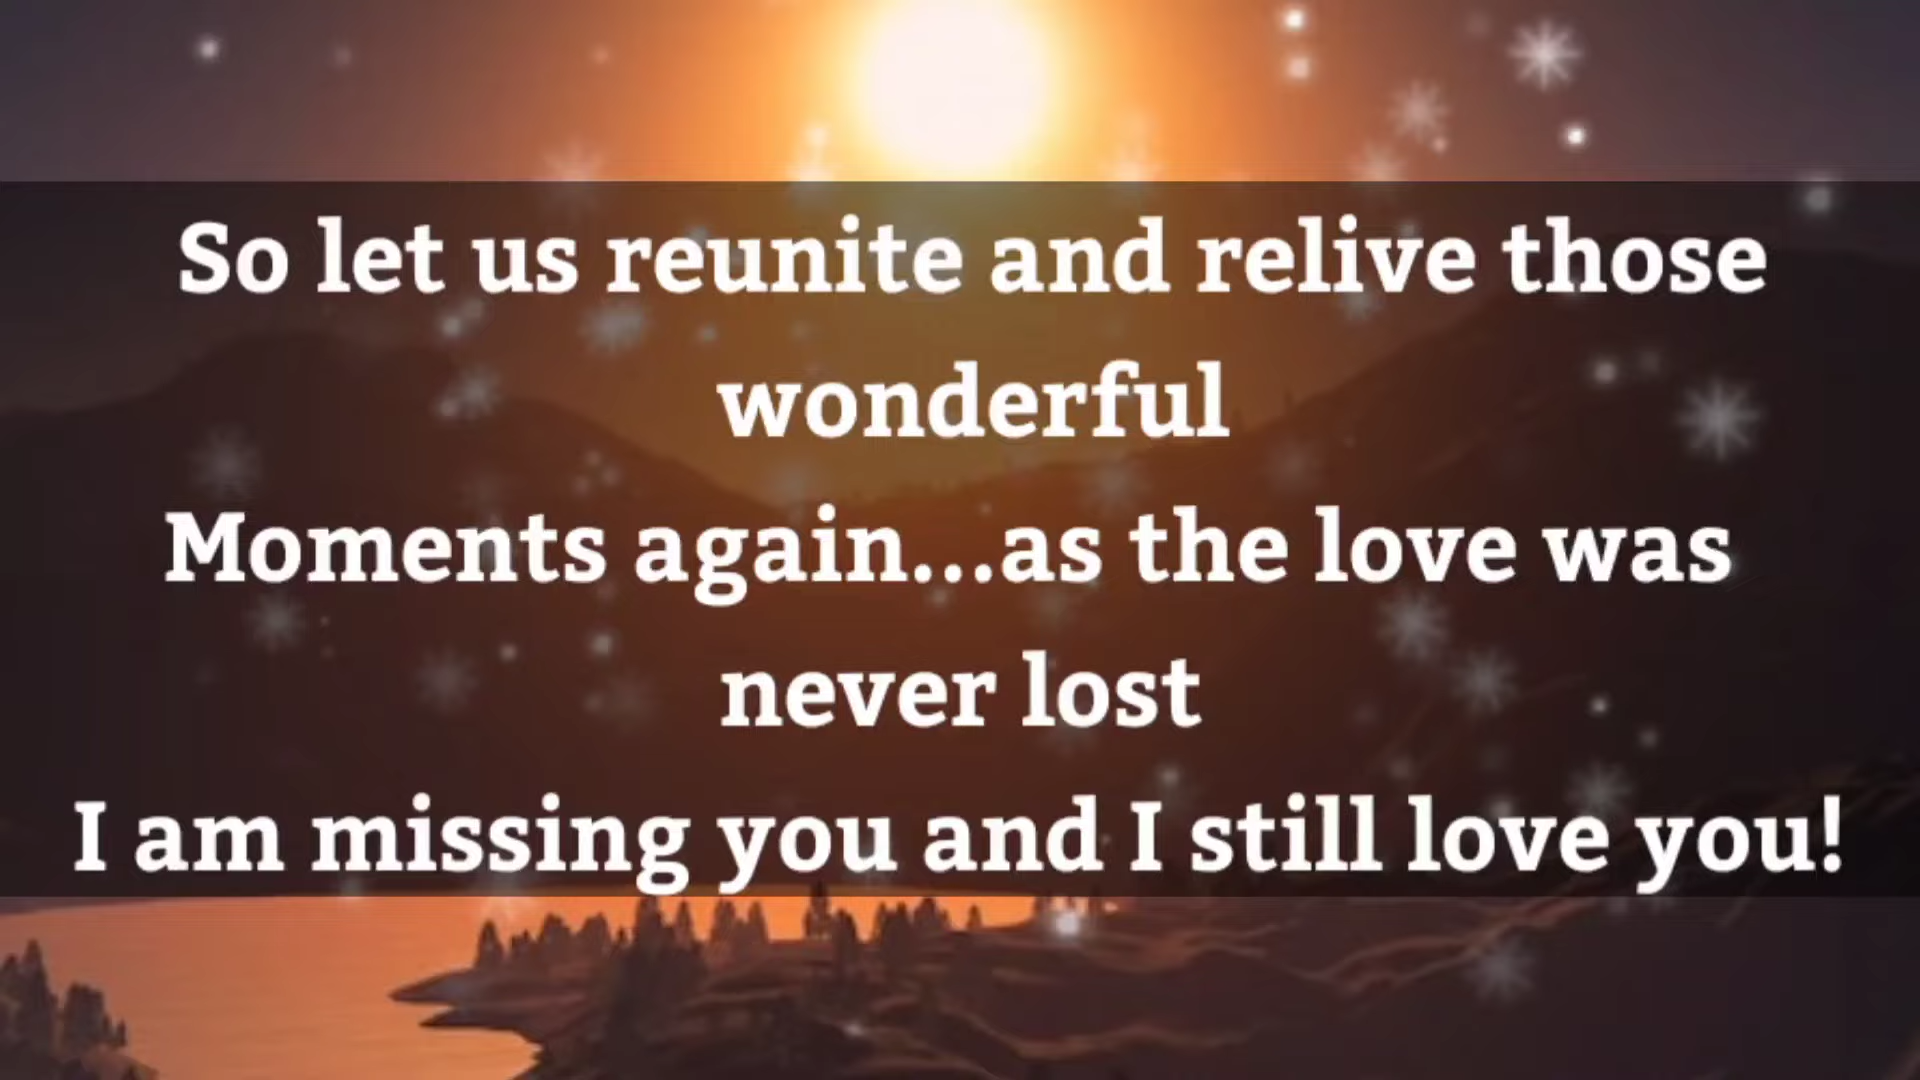 So let us reunite and relive those
wonderful
Moments again...as the love was
never lost
I am missing you and I still love you!